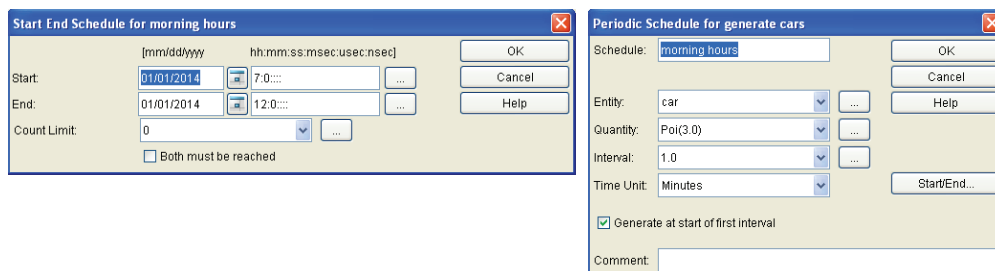 Start End Schedule for morning hours
[mm/dd/yyyy hh:mm:ss:msec:usec:nsec] OK
Start: 01/01/2014 7:0:::: ... Cancel
End: 01/01/2014 12:0:::: ... Help
Count Limit: 0 ...
Both must be reached
Periodic Schedule for generate cars
Schedule: morning hours OK
Cancel
Entity: car ... Help
Quantity: Poi(3.0) ...
Interval: 1.0 ...
Time Unit: Minutes Start/End...
Generate at start of first interval
Comment: